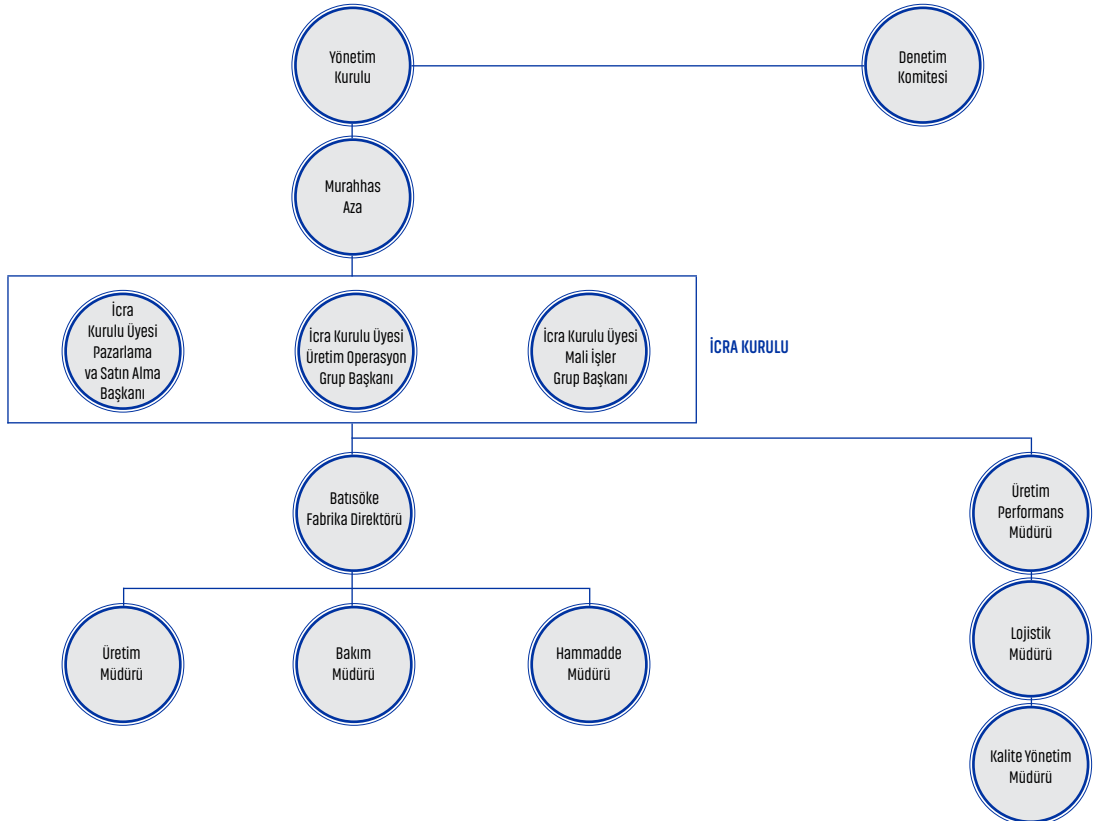 Yönetim
Kurulu
Denetim
Komitesi
Murahhas
Aza
İcra
Kurulu Üyesi
Pazarlama
va Satın Alma
Başkanı
İcra Kurulu Üyesi
Üretim Operasyon
Grup Başkanı
İcra Kurulu Üyesi
Mali İşler
Grup Başkanı
İCRA KURULU
Batısöke
Fabrika Direktörü
Üretim
Performans
Müdürü
Üretim
Müdürü
Bakım
Müdürü
Hammadde
Müdürü
Lojistik
Müdürü
Kalite Yönetim
Müdürü